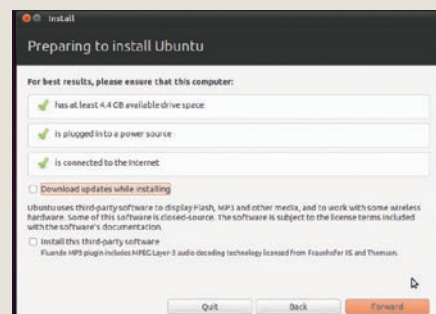 Install
Preparing to install Ubuntu
For best results, please ensure that this computer:
has at least 4.4 GB available drive space
is plugged in to a power source
is connected to the Internet
Download updates while installing
Ubuntu uses third-party software to display Flash, MP3 and other media, and to work with some wireless
hardware. Some of this software is closed-source. The software is subject to the license terms included
with the software's documentation.
Install this third-party software
Fluendo MP3 plugin includes MPEG Layer-3 audio decoding technology licensed from Fraunhofer IIS and Thomson.
Quit
Back
Forward